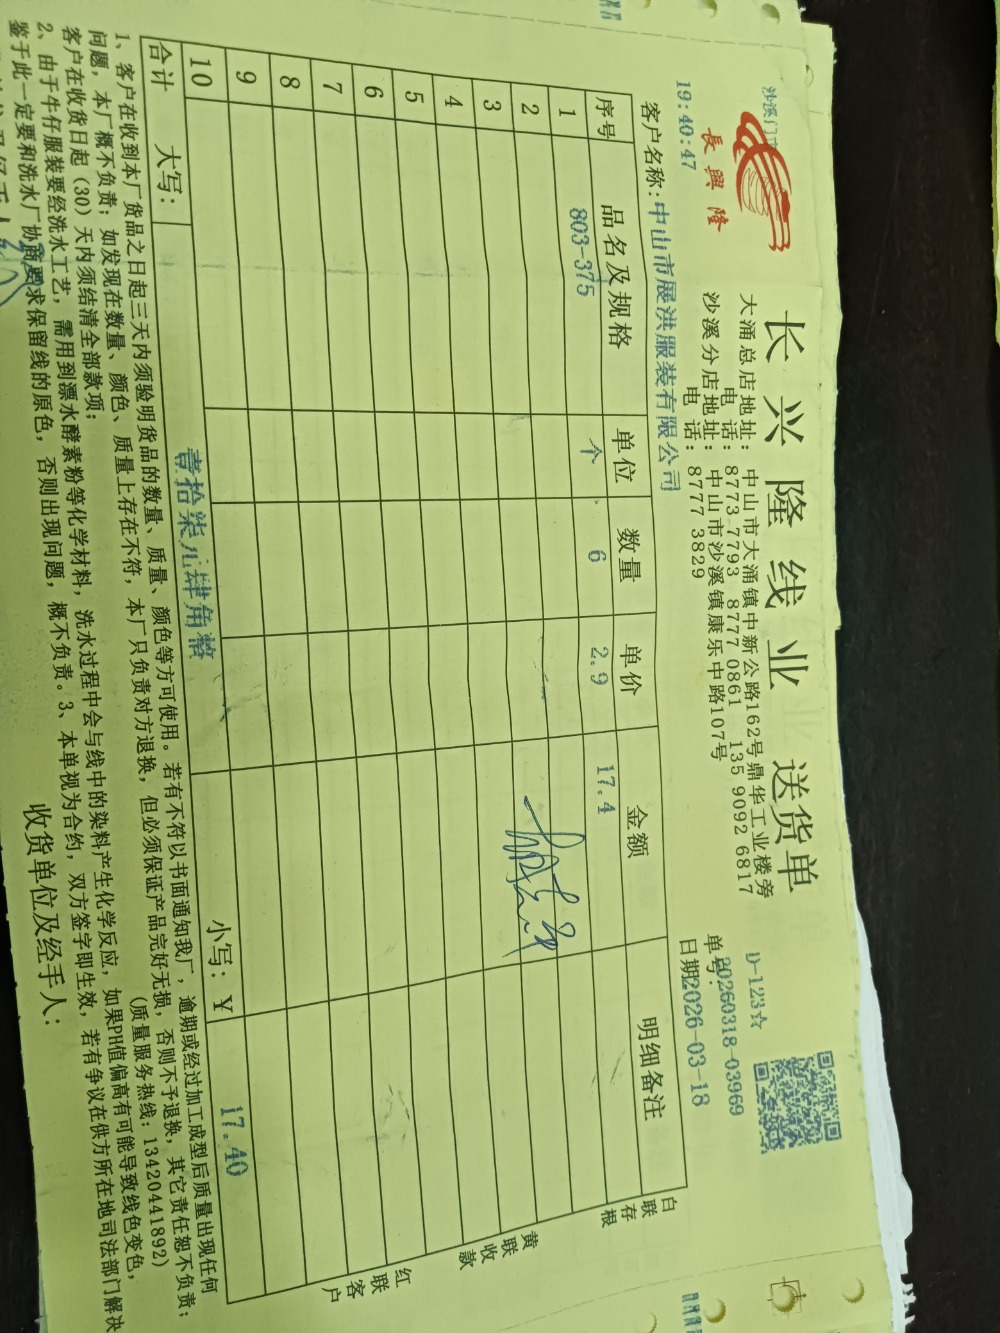 沙溪门市
長興隆
19:40:47
长兴隆线业 送货单
大涌总店地址：中山市大涌镇中新公路162号鼎华工业楼旁
电 话：8773 7793 8777 0861 135 9092 6817
沙溪分店地址：中山市沙溪镇康乐中路107号
电 话：8777 3829
D-123☆
单号：20260318-03969
日期2026-03-18
客户名称：中山市展洪服装有限公司
序号 品名及规格 单位 数量 单价 金额 明细备注
1 803-375 个 6 2.9 17.4
2
3
4
5
6
7
8
9
10
合计 大写： 壹拾柒元肆角整 小写：￥ 17.40
白联存根
黄联收款
红联客户
1、客户在收到本厂货品之日起三天内须验明货品的数量、质量、颜色等方可使用。若有不符以书面通知我厂，逾期或经过加工成型后质量出现任何
问题，本厂概不负责；如发现在数量、颜色、质量上存在不符，本厂只负责对方退换，但必须保证产品完好无损，否则不予退换，其它责任恕不负责；
客户在收货日起（30）天内须结清全部款项； (质量服务热线：13420441892)
2、由于牛仔服装要经洗水工艺，需用到漂水酵素粉等化学材料，洗水过程中会与线中的染料产生化学反应，如果PH值偏高有可能导致线色变色，
鉴于此一定要和洗水厂协商要求保留线的原色，否则出现问题，概不负责。3、本单视为合约，双方签字即生效，若有争议在供方所在地司法部门解决
收货单位及经手人：